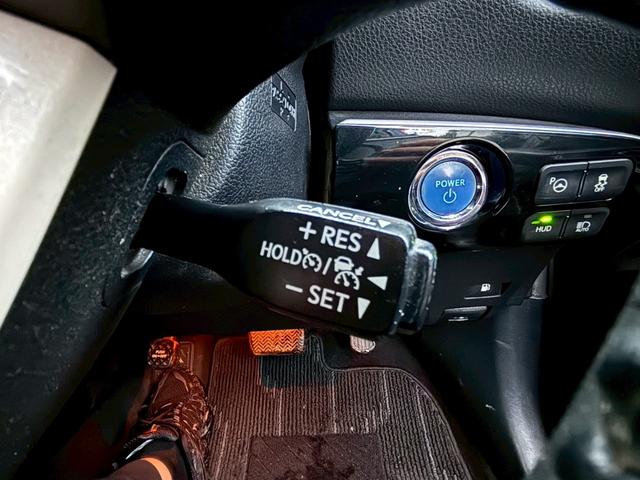 CANCEL
+ RES ▲
HOLD / ◀
− SET ▼
POWER
P
HUD
AUTO